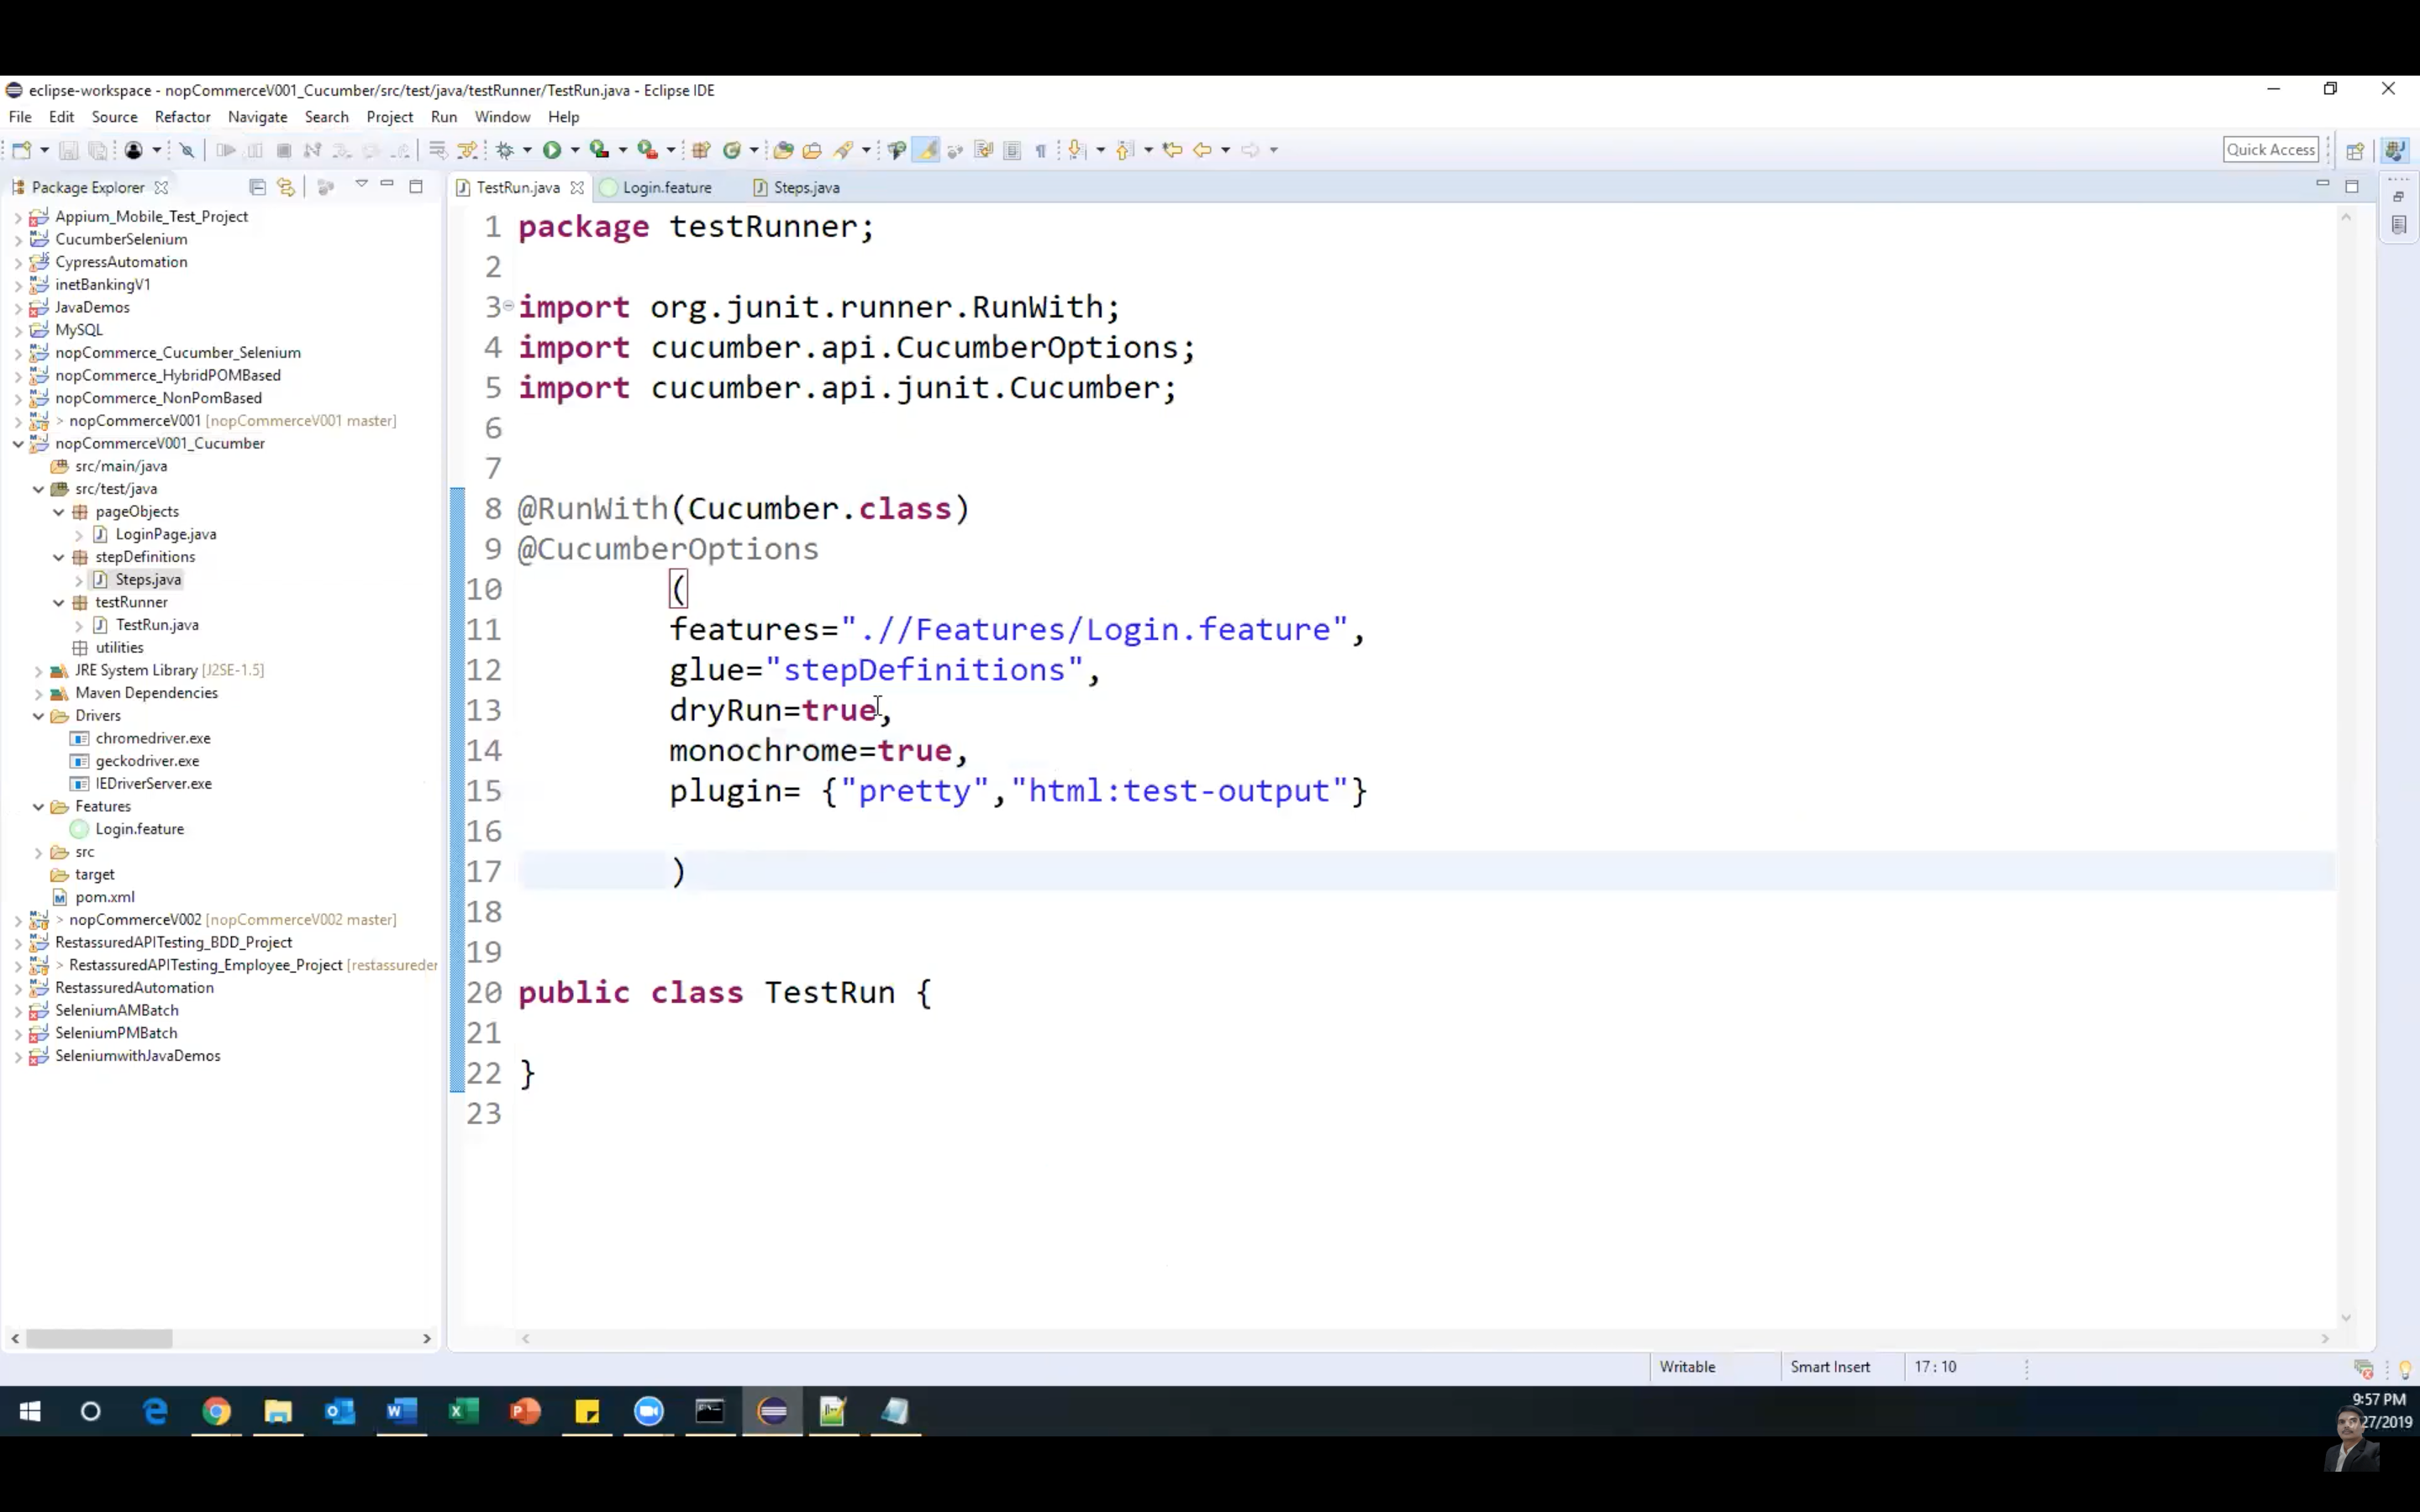 eclipse-workspace - nopCommerceV001_Cucumber/src/test/java/testRunner/TestRun.java - Eclipse IDE
File Edit Source Refactor Navigate Search Project Run Window Help
Quick Access
Package Explorer
TestRun.java Login.feature Steps.java
Appium_Mobile_Test_Project
CucumberSelenium
CypressAutomation
inetBankingV1
JavaDemos
MySQL
nopCommerce_Cucumber_Selenium
nopCommerce_HybridPOMBased
nopCommerce_NonPomBased
> nopCommerceV001 [nopCommerceV001 master]
nopCommerceV001_Cucumber
src/main/java
src/test/java
pageObjects
LoginPage.java
stepDefinitions
Steps.java
testRunner
TestRun.java
utilities
JRE System Library [J2SE-1.5]
Maven Dependencies
Drivers
chromedriver.exe
geckodriver.exe
IEDriverServer.exe
Features
Login.feature
src
target
pom.xml
> nopCommerceV002 [nopCommerceV002 master]
RestassuredAPITesting_BDD_Project
> RestassuredAPITesting_Employee_Project [restassureder
RestassuredAutomation
SeleniumAMBatch
SeleniumPMBatch
SeleniumwithJavaDemos
1 package testRunner;
2
3 import org.junit.runner.RunWith;
4 import cucumber.api.CucumberOptions;
5 import cucumber.api.junit.Cucumber;
6
7
8 @RunWith(Cucumber.class)
9 @CucumberOptions
10 (
11 features=".//Features/Login.feature",
12 glue="stepDefinitions",
13 dryRun=true,
14 monochrome=true,
15 plugin= {"pretty","html:test-output"}
16
17 )
18
19
20 public class TestRun {
21
22 }
23
Writable Smart Insert 17 : 10
9:57 PM
27/2019